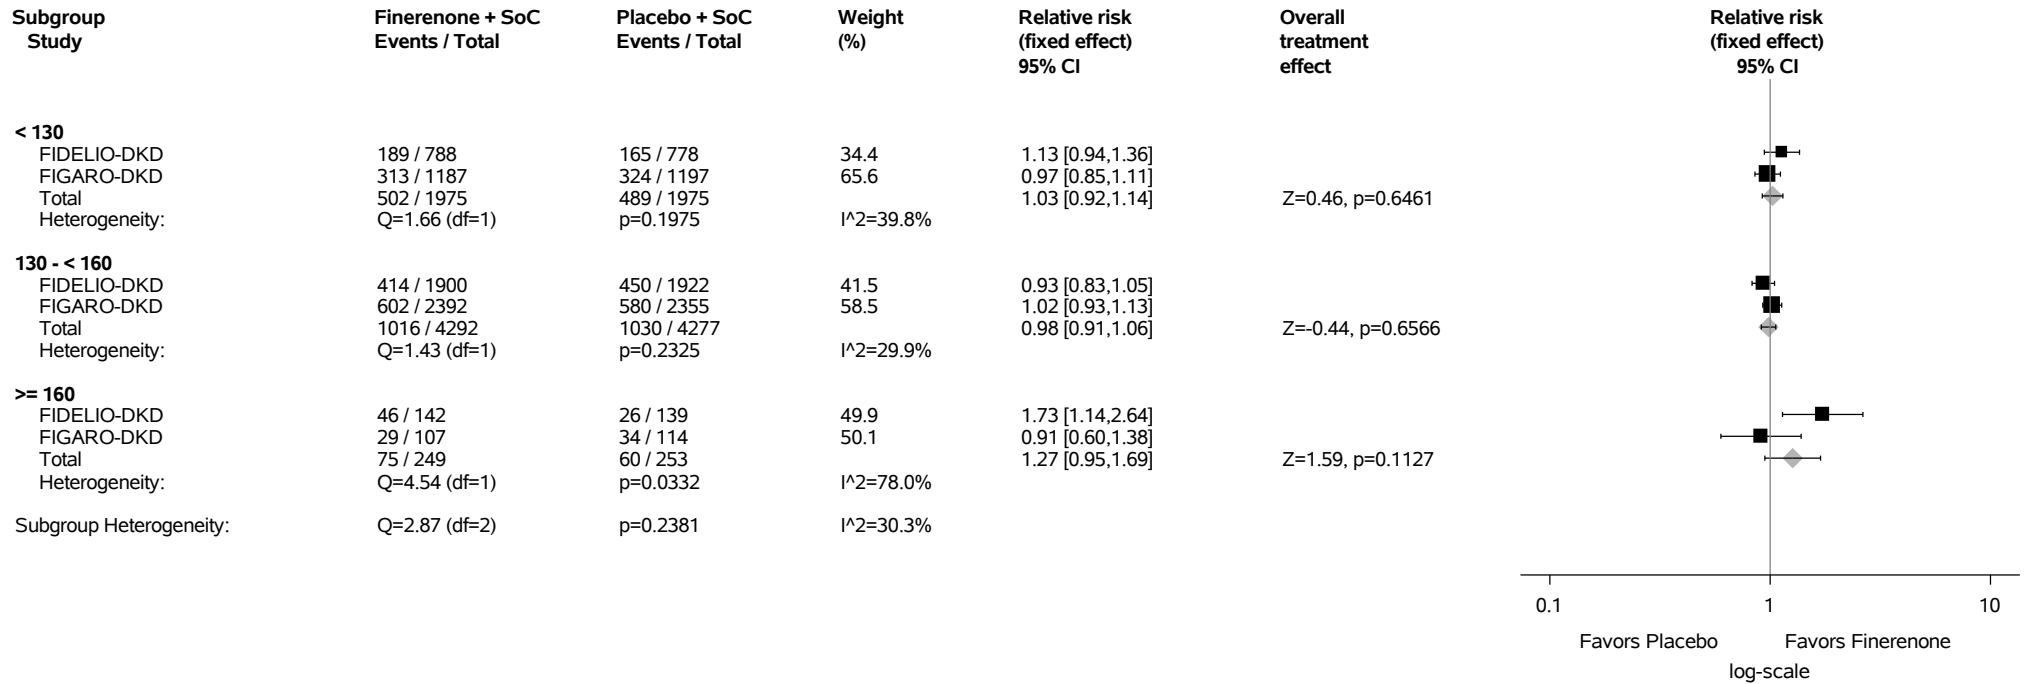 Subgroup Finerenone + SoC Placebo + SoC Weight Relative risk Overall Relative risk
Study Events / Total Events / Total (%) (fixed effect) treatment (fixed effect)
95% CI effect 95% CI
< 130
FIDELIO-DKD 189 / 788 165 / 778 34.4 1.13 [0.94,1.36]
FIGARO-DKD 313 / 1187 324 / 1197 65.6 0.97 [0.85,1.11]
Total 502 / 1975 489 / 1975 1.03 [0.92,1.14] Z=0.46, p=0.6461
Heterogeneity: Q=1.66 (df=1) p=0.1975 I^2=39.8%
130 - < 160
FIDELIO-DKD 414 / 1900 450 / 1922 41.5 0.93 [0.83,1.05]
FIGARO-DKD 602 / 2392 580 / 2355 58.5 1.02 [0.93,1.13]
Total 1016 / 4292 1030 / 4277 0.98 [0.91,1.06] Z=-0.44, p=0.6566
Heterogeneity: Q=1.43 (df=1) p=0.2325 I^2=29.9%
>= 160
FIDELIO-DKD 46 / 142 26 / 139 49.9 1.73 [1.14,2.64]
FIGARO-DKD 29 / 107 34 / 114 50.1 0.91 [0.60,1.38]
Total 75 / 249 60 / 253 1.27 [0.95,1.69] Z=1.59, p=0.1127
Heterogeneity: Q=4.54 (df=1) p=0.0332 I^2=78.0%
Subgroup Heterogeneity: Q=2.87 (df=2) p=0.2381 I^2=30.3%
0.1 1 10
Favors Placebo Favors Finerenone
log-scale